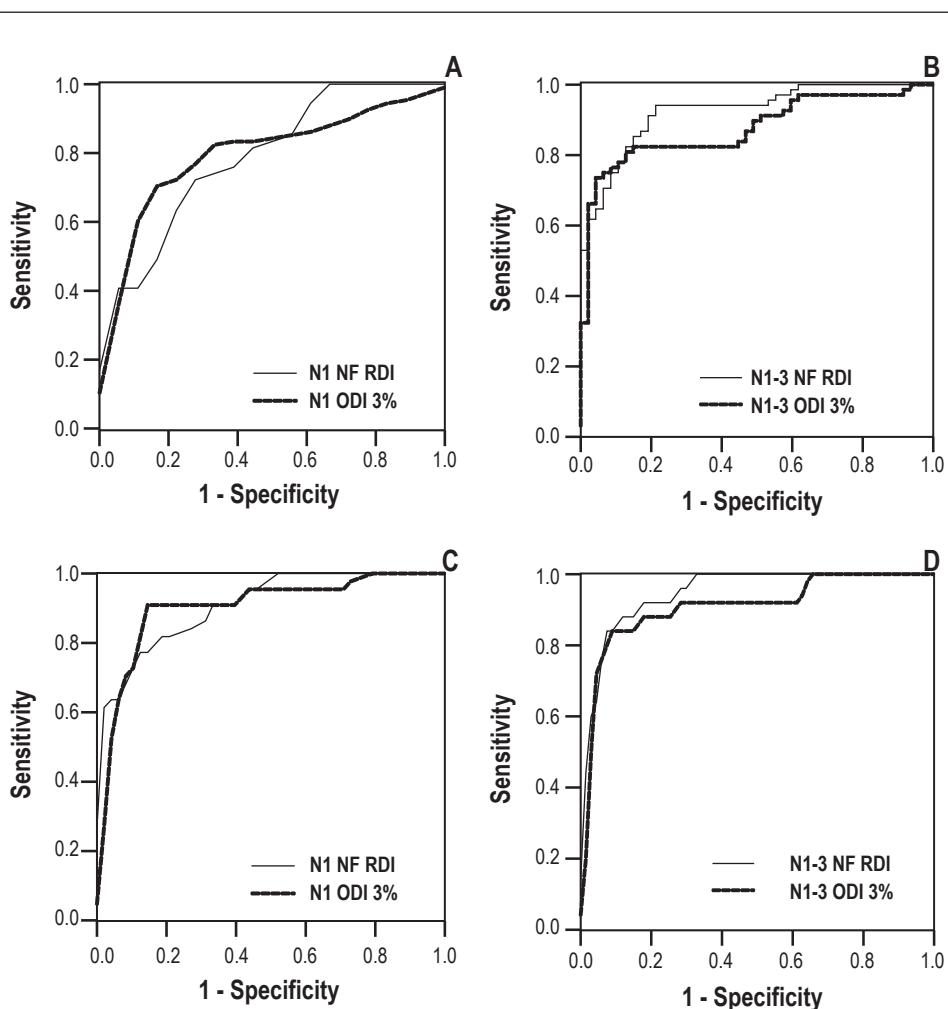 A
1.0
0.8
0.6
0.4
0.2
0.0
Sensitivity
N1 NF RDI
N1 ODI 3%
0.0 0.2 0.4 0.6 0.8 1.0
1 - Specificity
B
1.0
0.8
0.6
0.4
0.2
0.0
Sensitivity
N1-3 NF RDI
N1-3 ODI 3%
0.0 0.2 0.4 0.6 0.8 1.0
1 - Specificity
C
1.0
0.8
0.6
0.4
0.2
0.0
Sensitivity
N1 NF RDI
N1 ODI 3%
0.0 0.2 0.4 0.6 0.8 1.0
1 - Specificity
D
1.0
0.8
0.6
0.4
0.2
0.0
Sensitivity
N1-3 NF RDI
N1-3 ODI 3%
0.0 0.2 0.4 0.6 0.8 1.0
1 - Specificity